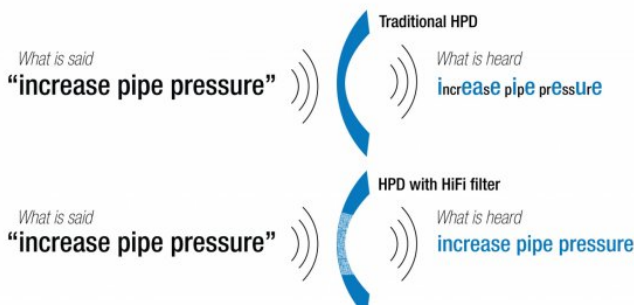 Traditional HPD
What is said
“increase pipe pressure”
What is heard
increase pipe pressure
HPD with HiFi filter
What is said
“increase pipe pressure”
What is heard
increase pipe pressure